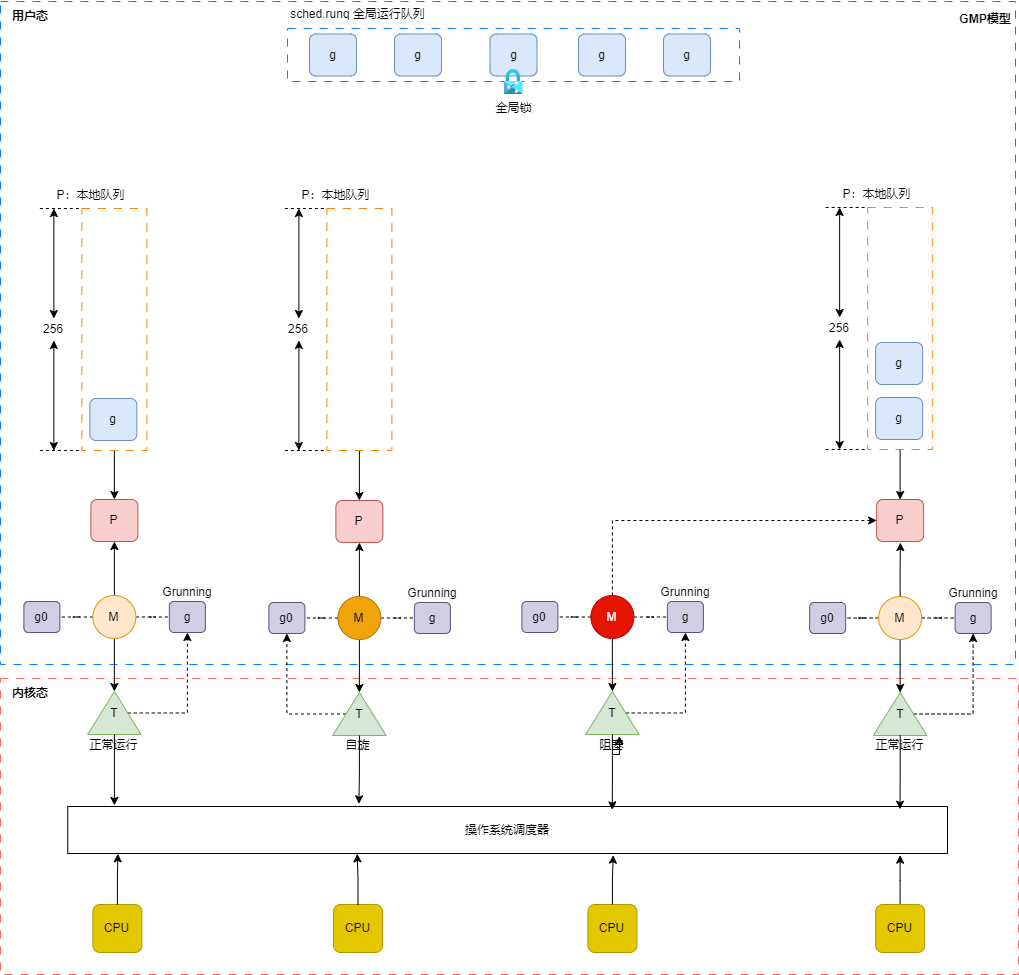 用户态
sched.runq 全局运行队列
GMP模型
g
g
g
g
g
全局锁
P：本地队列
P：本地队列
P：本地队列
256
256
256
g
g
g
P
P
P
Grunning
Grunning
Grunning
Grunning
g0
M
g
g0
M
g
g0
M
g
g0
M
g
内核态
T
T
T
T
正常运行
自旋
阻塞
正常运行
操作系统调度器
CPU
CPU
CPU
CPU